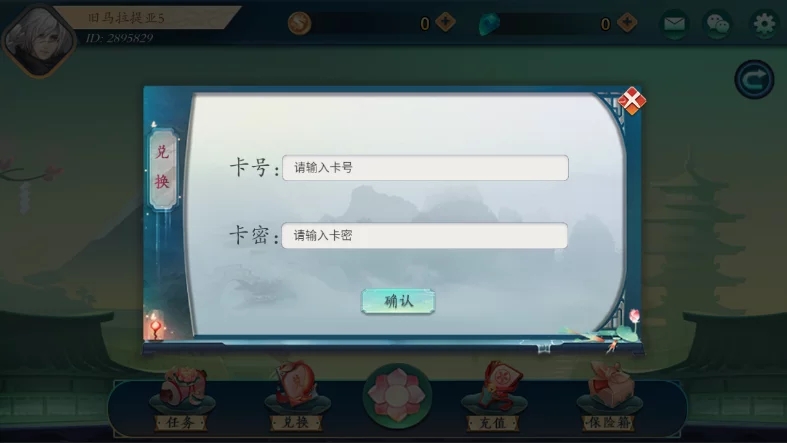 旧马拉提亚5
ID: 2895829
0
0
兑换
卡号:
请输入卡号
卡密:
请输入卡密
确认
任务
兑换
充值
保险箱